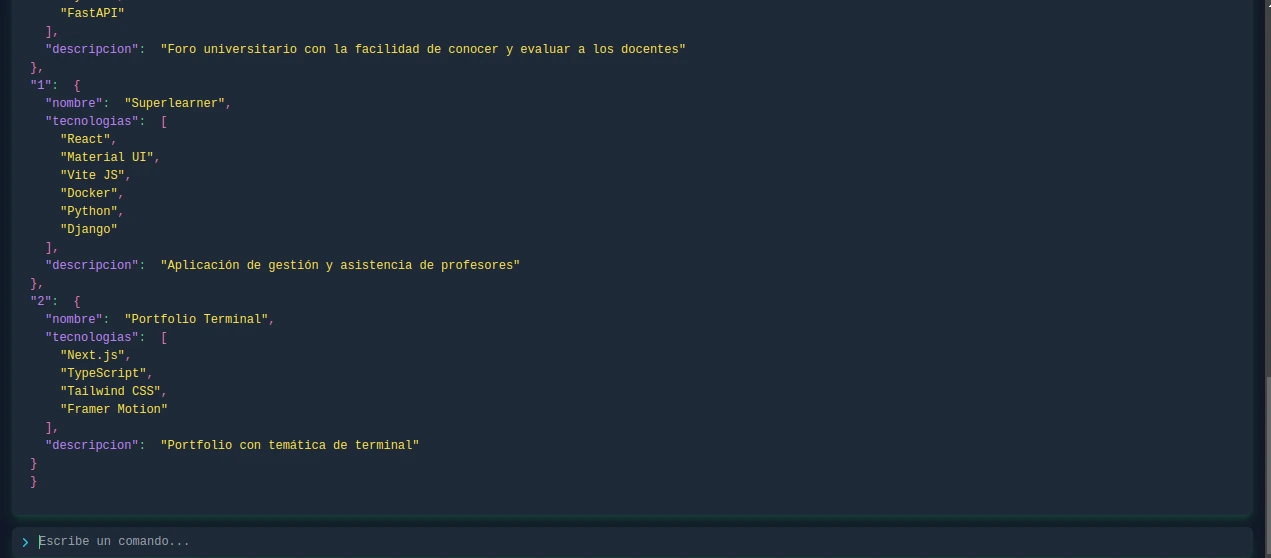 "FastAPI"
],
"descripcion": "Foro universitario con la facilidad de conocer y evaluar a los docentes"
},
"1": {
"nombre": "Superlearner",
"tecnologias": [
"React",
"Material UI",
"Vite JS",
"Docker",
"Python",
"Django"
],
"descripcion": "Aplicación de gestión y asistencia de profesores"
},
"2": {
"nombre": "Portfolio Terminal",
"tecnologias": [
"Next.js",
"TypeScript",
"Tailwind CSS",
"Framer Motion"
],
"descripcion": "Portfolio con temática de terminal"
}
}
Escribe un comando...